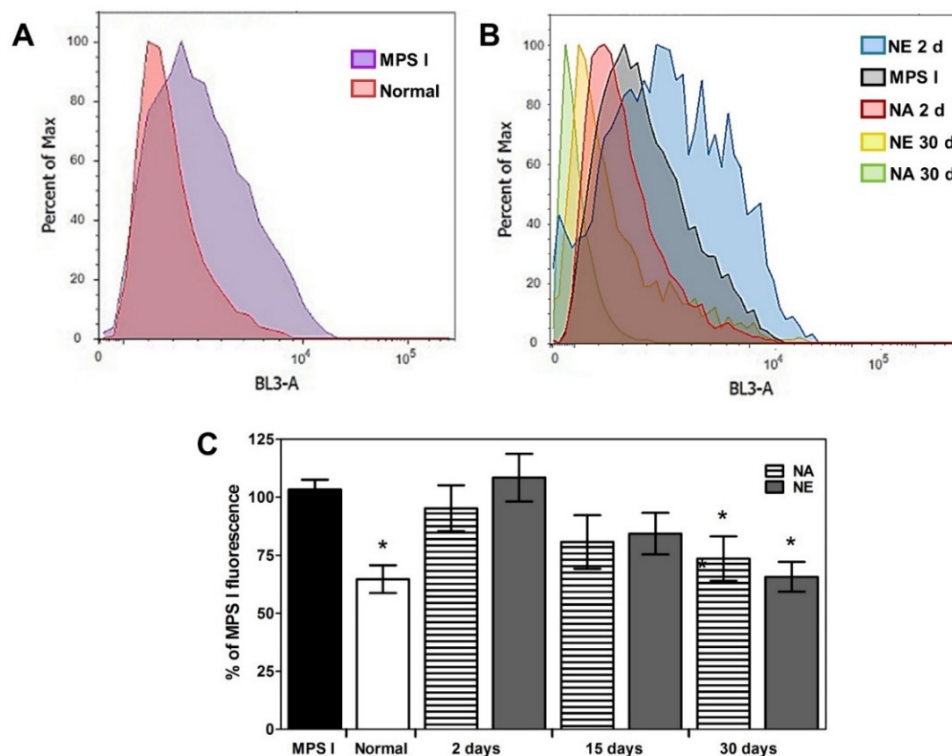 A
Percent of Max
100
80
60
40
20
0
MPS I
Normal
0
10⁴
10⁵
BL3-A
B
Percent of Max
100
80
60
40
20
0
NE 2 d
MPS I
NA 2 d
NE 30 d
NA 30 d
0
10⁴
10⁵
BL3-A
C
% of MPS I fluorescence
125
100
75
50
25
0
NA
NE
*
*
*
*
MPS I Normal 2 days 15 days 30 days